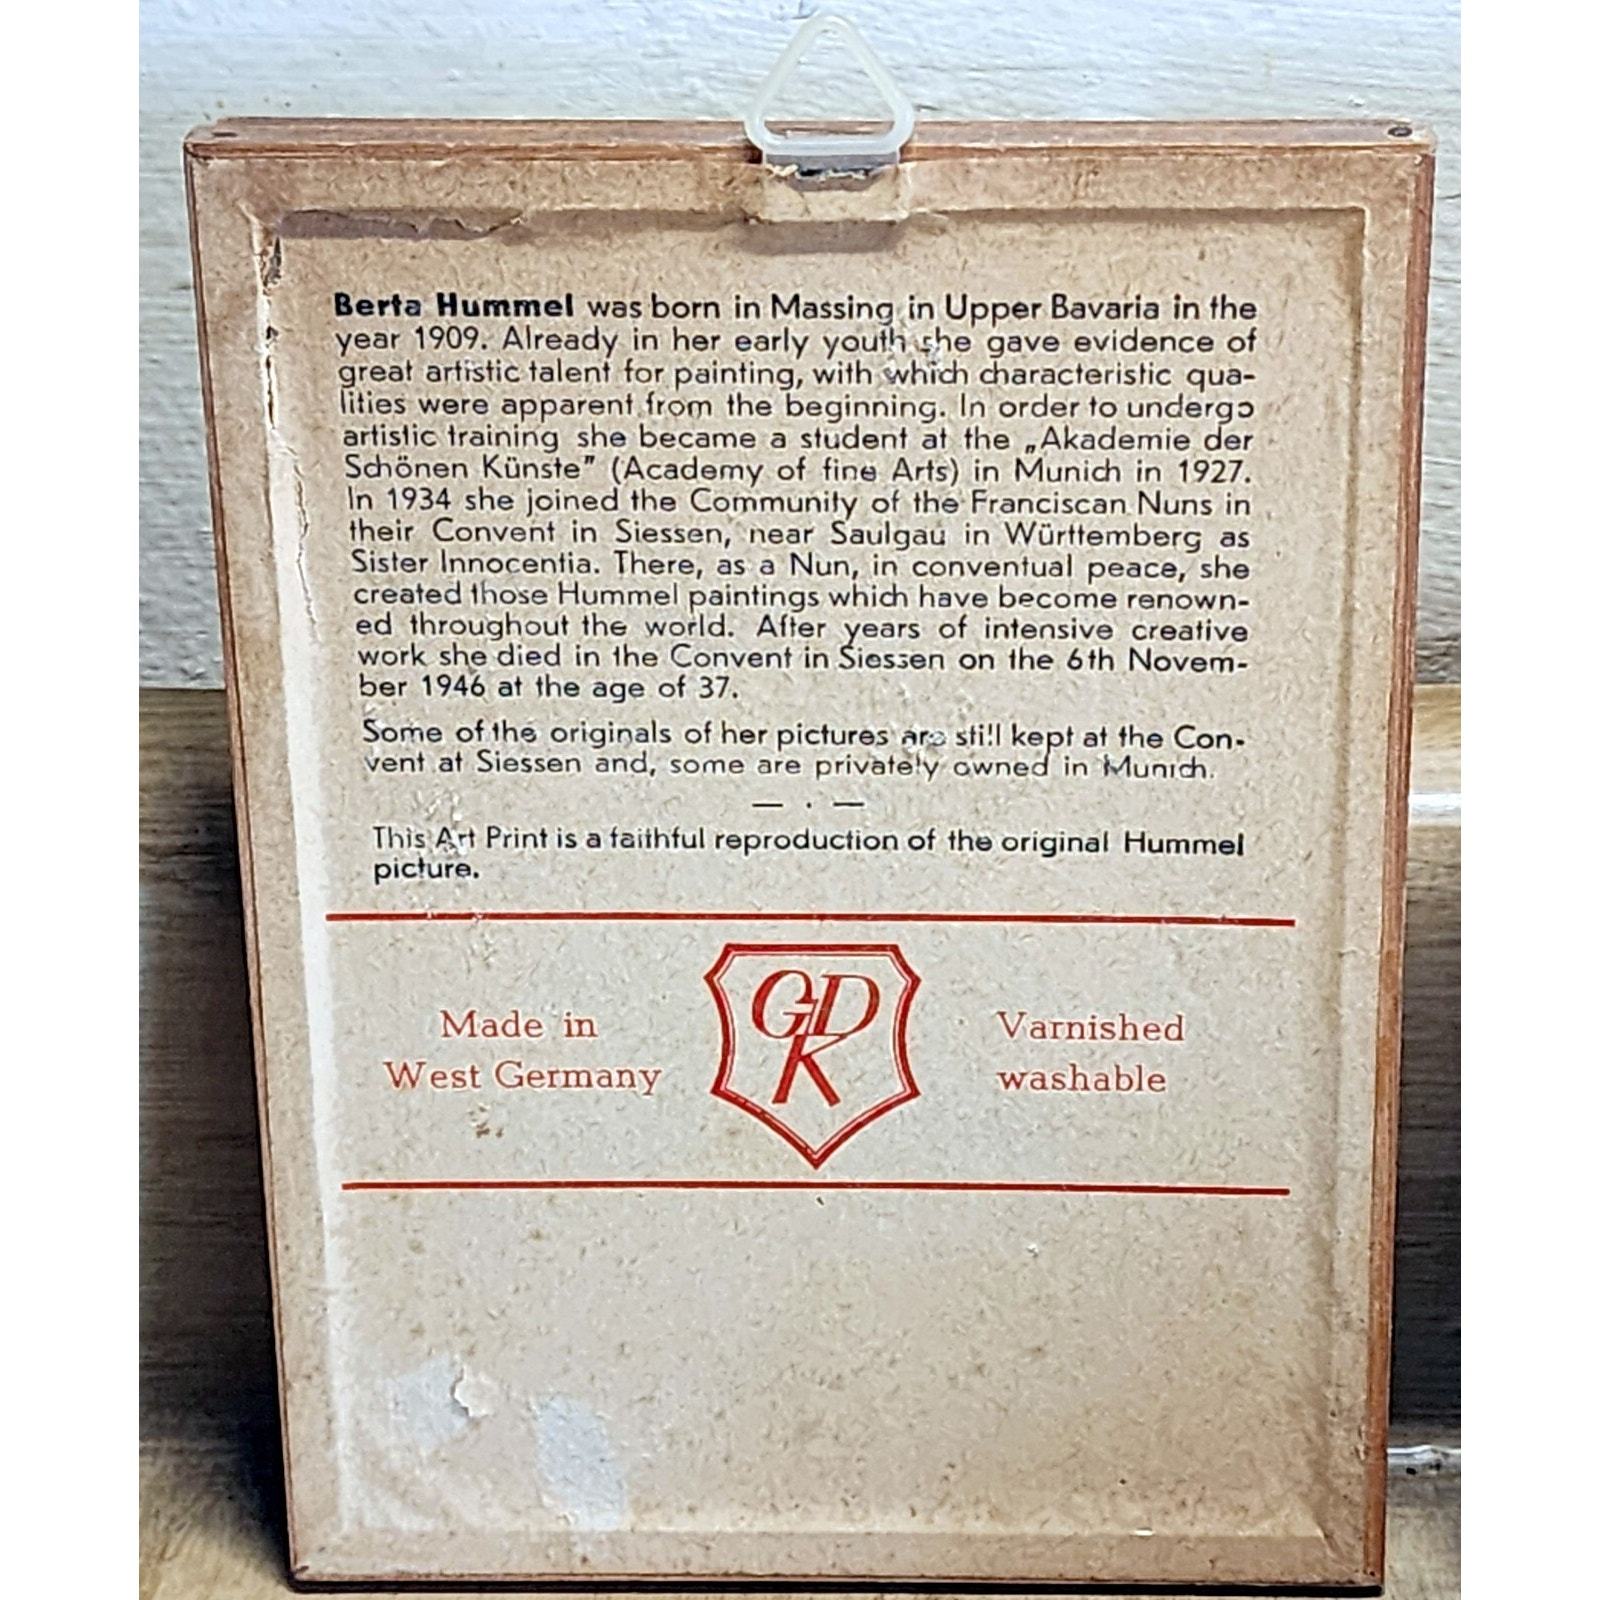 Berta Hummel was born in Massing in Upper Bavaria in the
year 1909. Already in her early youth she gave evidence of
great artistic talent for painting, with which characteristic qua-
lities were apparent from the beginning. In order to undergo
artistic training she became a student at the „Akademie der
Schönen Künste" (Academy of fine Arts) in Munich in 1927.
In 1934 she joined the Community of the Franciscan Nuns in
their Convent in Siessen, near Saulgau in Württemberg as
Sister Innocentia. There, as a Nun, in conventual peace, she
created those Hummel paintings which have become renown-
ed throughout the world. After years of intensive creative
work she died in the Convent in Siessen on the 6th Novem-
ber 1946 at the age of 37.
Some of the originals of her pictures are still kept at the Con-
vent at Siessen and, some are privately owned in Munich.
— . —
This Art Print is a faithful reproduction of the original Hummel
picture.
Made in
West Germany
GDK
Varnished
washable